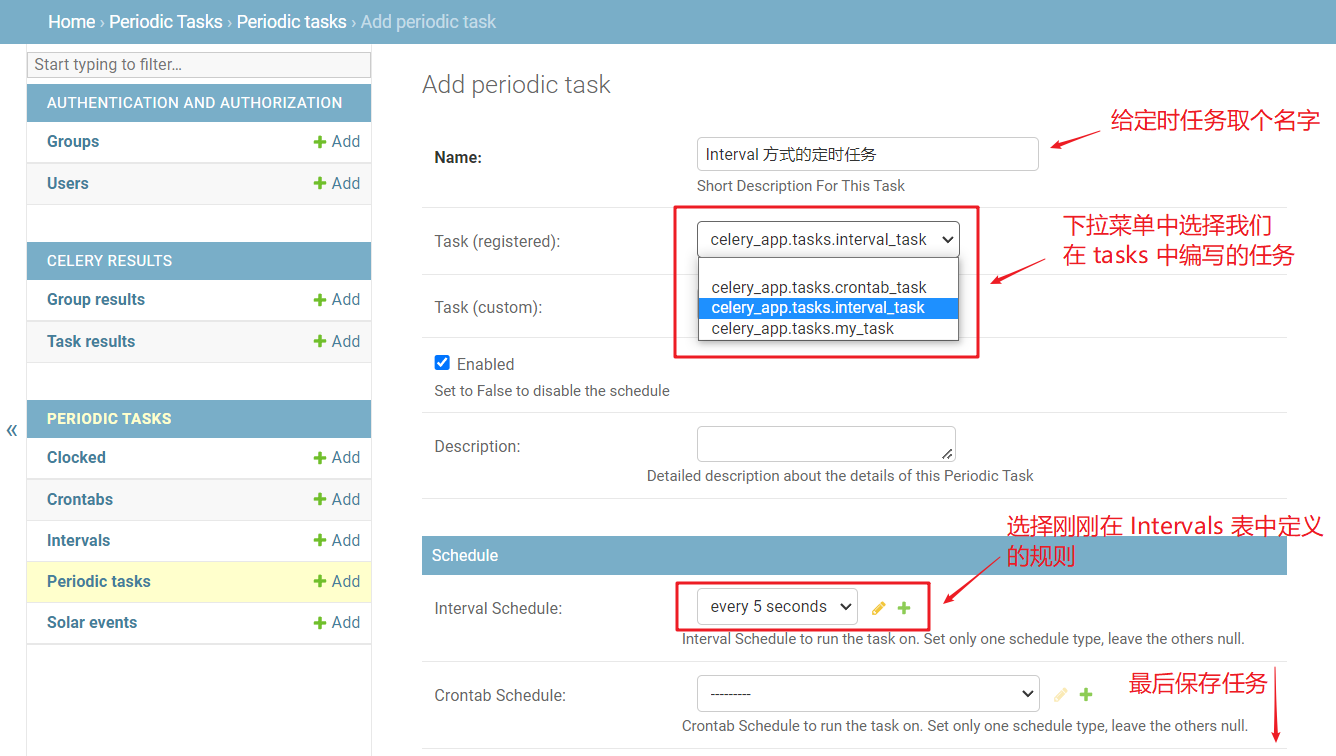 Home › Periodic Tasks › Periodic tasks › Add periodic task
Start typing to filter...
AUTHENTICATION AND AUTHORIZATION
Groups + Add
Users + Add
CELERY RESULTS
Group results + Add
Task results + Add
PERIODIC TASKS
«
Clocked + Add
Crontabs + Add
Intervals + Add
Periodic tasks + Add
Solar events + Add
Add periodic task
给定时任务取个名字
Name: Interval 方式的定时任务
Short Description For This Task
下拉菜单中选择我们
在 tasks 中编写的任务
Task (registered): celery_app.tasks.interval_task
celery_app.tasks.crontab_task
celery_app.tasks.interval_task
celery_app.tasks.my_task
Task (custom):
Enabled
Set to False to disable the schedule
Description:
Detailed description about the details of this Periodic Task
选择刚刚在 Intervals 表中定义
的规则
Schedule
Interval Schedule: every 5 seconds
Interval Schedule to run the task on. Set only one schedule type, leave the others null.
最后保存任务
Crontab Schedule: ---------
Crontab Schedule to run the task on. Set only one schedule type, leave the others null.